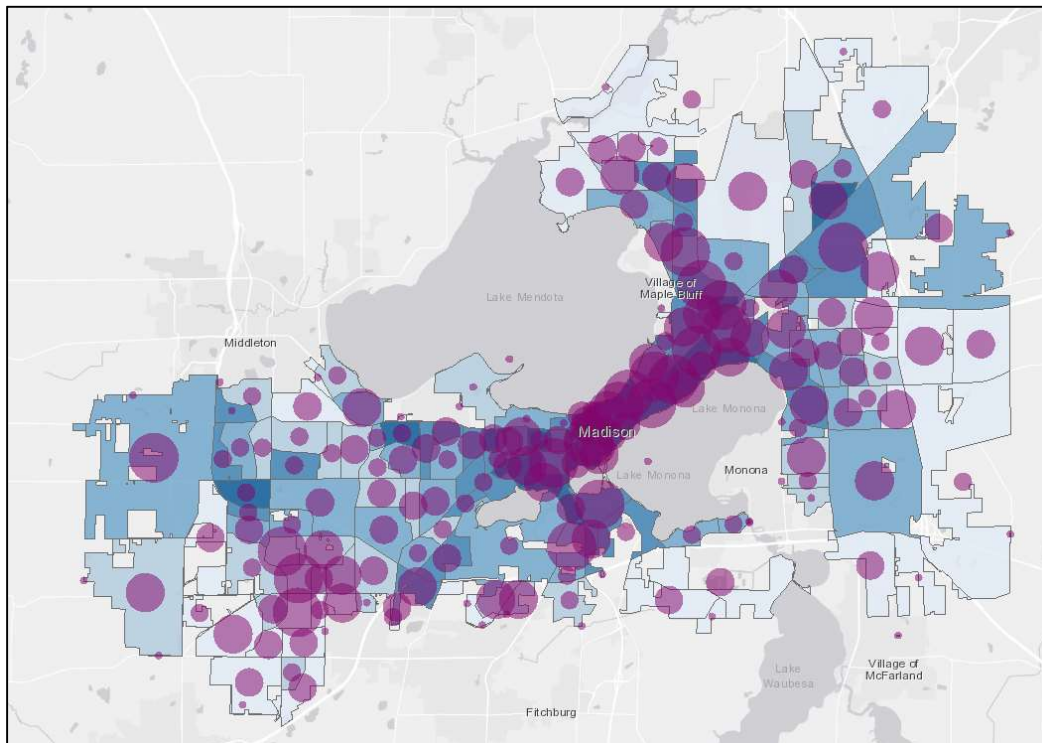 Lake Mendota
Village of
Maple Bluff
Middleton
Lake Monona
Madison
Lake Monona
Monona
Lake
Waubesa
Village of
McFarland
Fitchburg